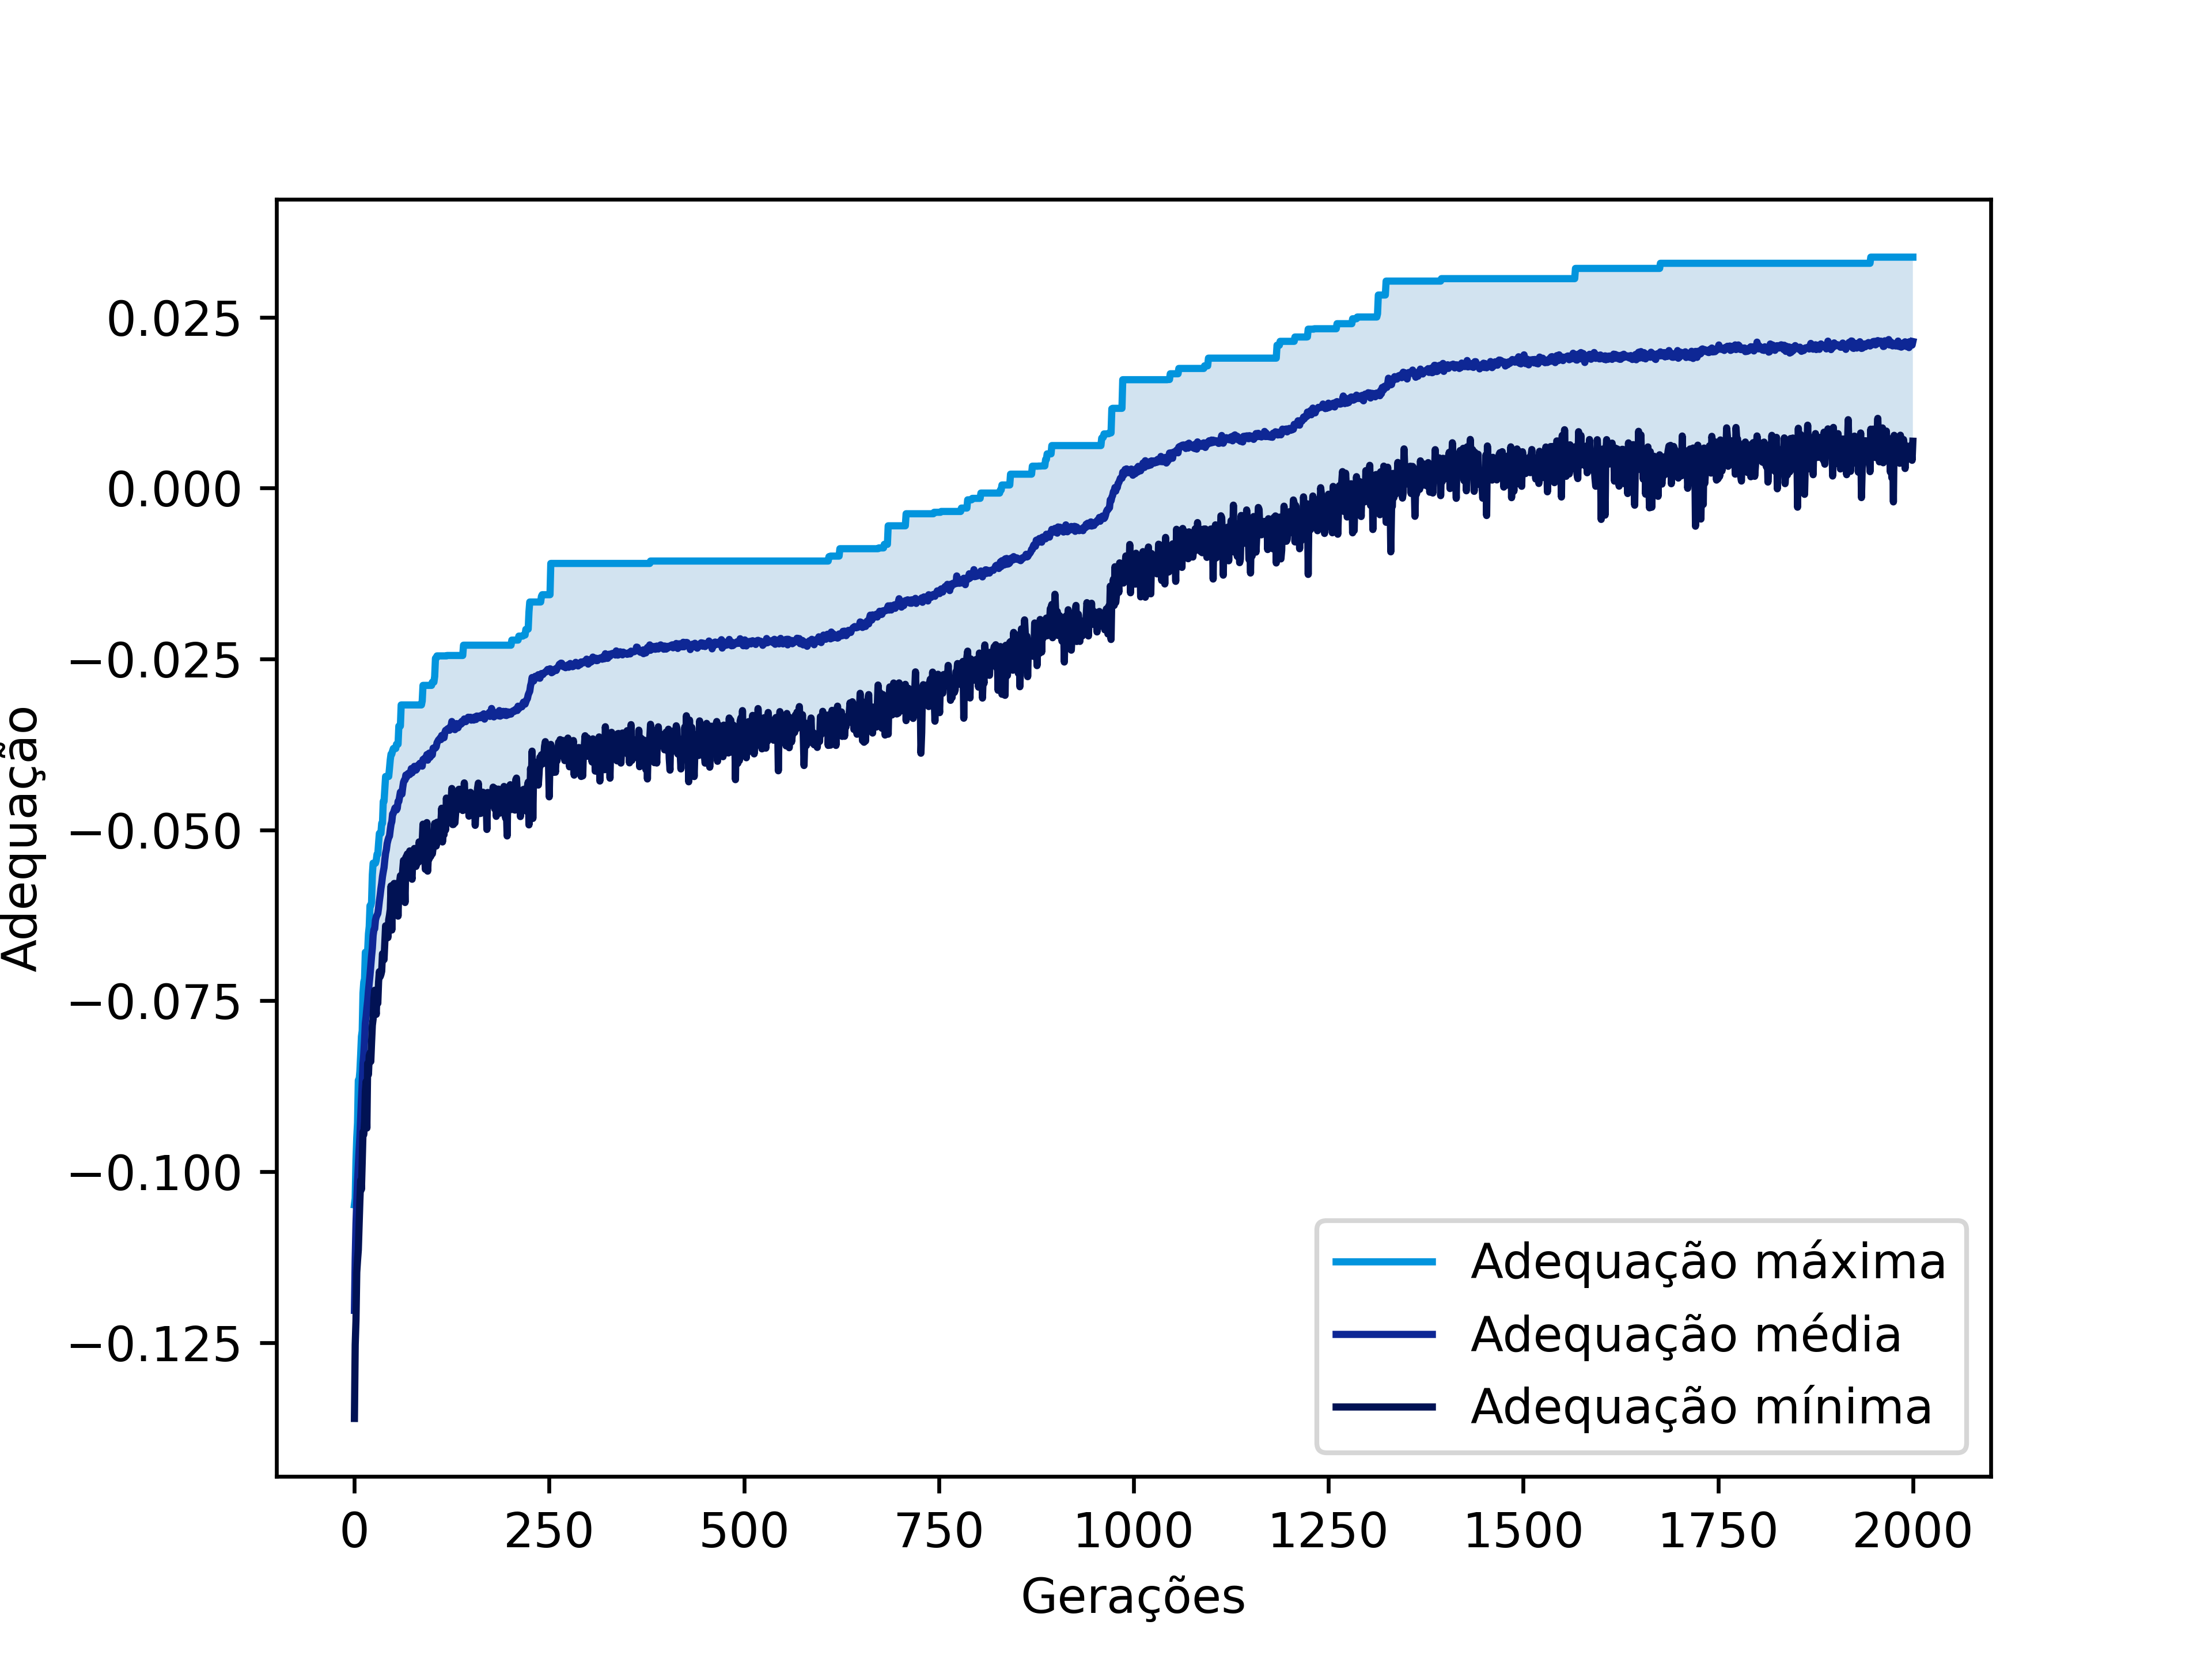 Adequação
0.025
0.000
−0.025
−0.050
−0.075
−0.100
−0.125
Adequação máxima
Adequação média
Adequação mínima
0 250 500 750 1000 1250 1500 1750 2000
Gerações